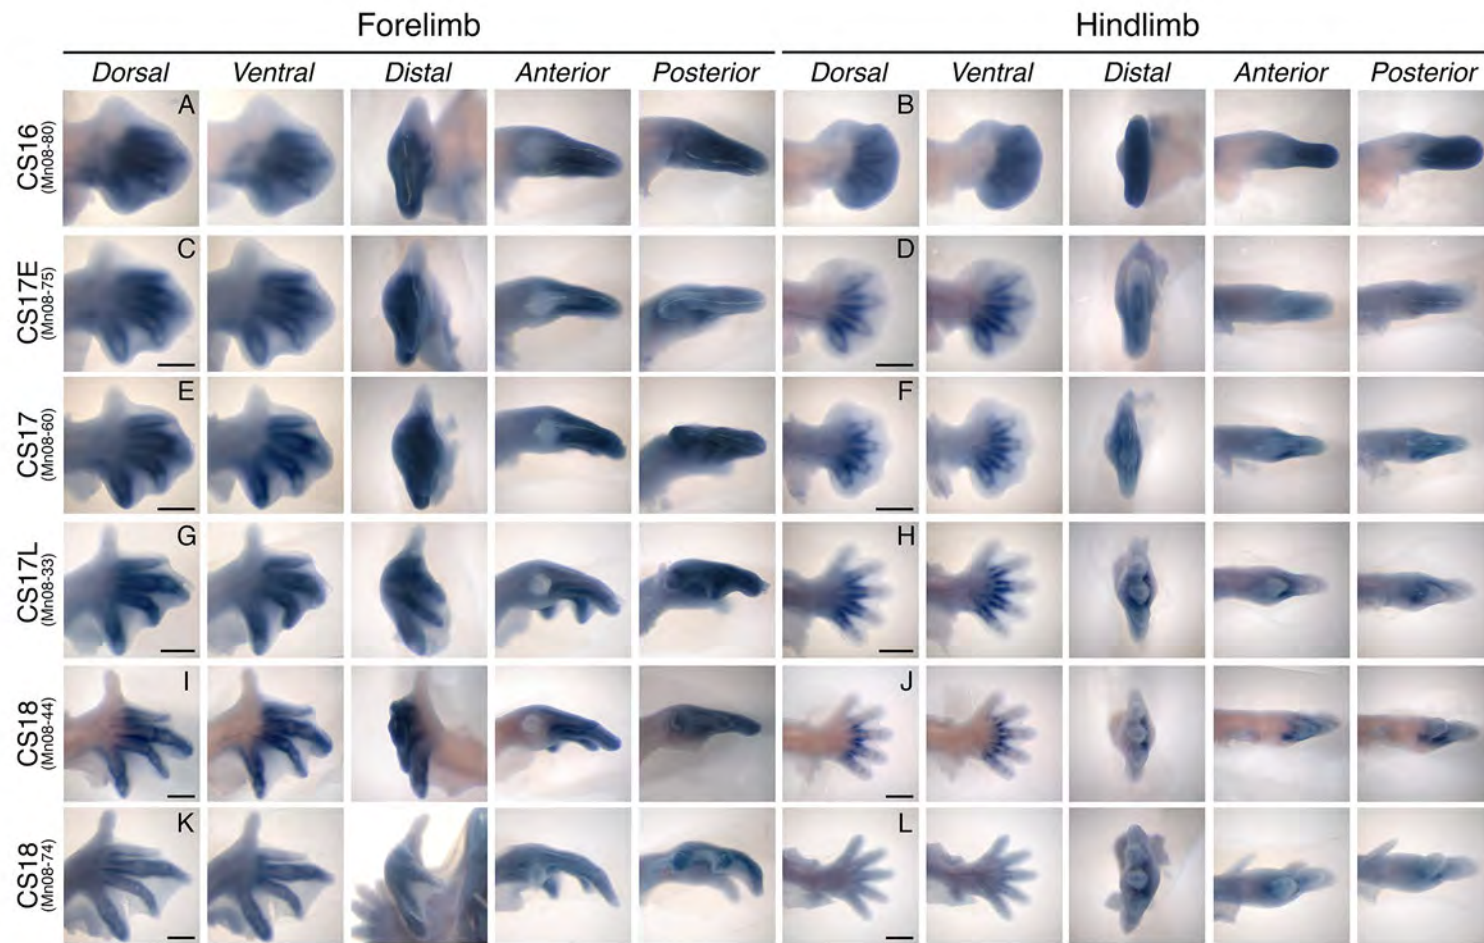 Forelimb Hindlimb
Dorsal Ventral Distal Anterior Posterior Dorsal Ventral Distal Anterior Posterior
CS16 (Mn08-80) A B
CS17E (Mn08-75) C D
CS17 (Mn08-60) E F
CS17L (Mn08-33) G H
CS18 (Mn08-44) I J
CS18 (Mn08-74) K L